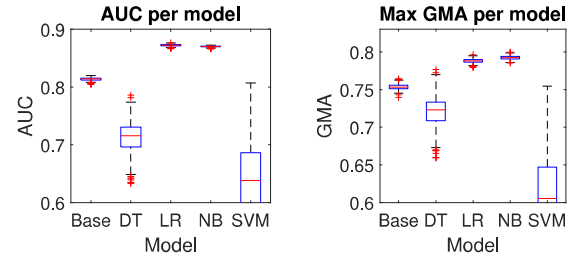 AUC per model
0.9
0.8
0.7
0.6
AUC
Base DT LR NB SVM
Model
Max GMA per model
0.8
0.75
0.7
0.65
0.6
GMA
Base DT LR NB SVM
Model